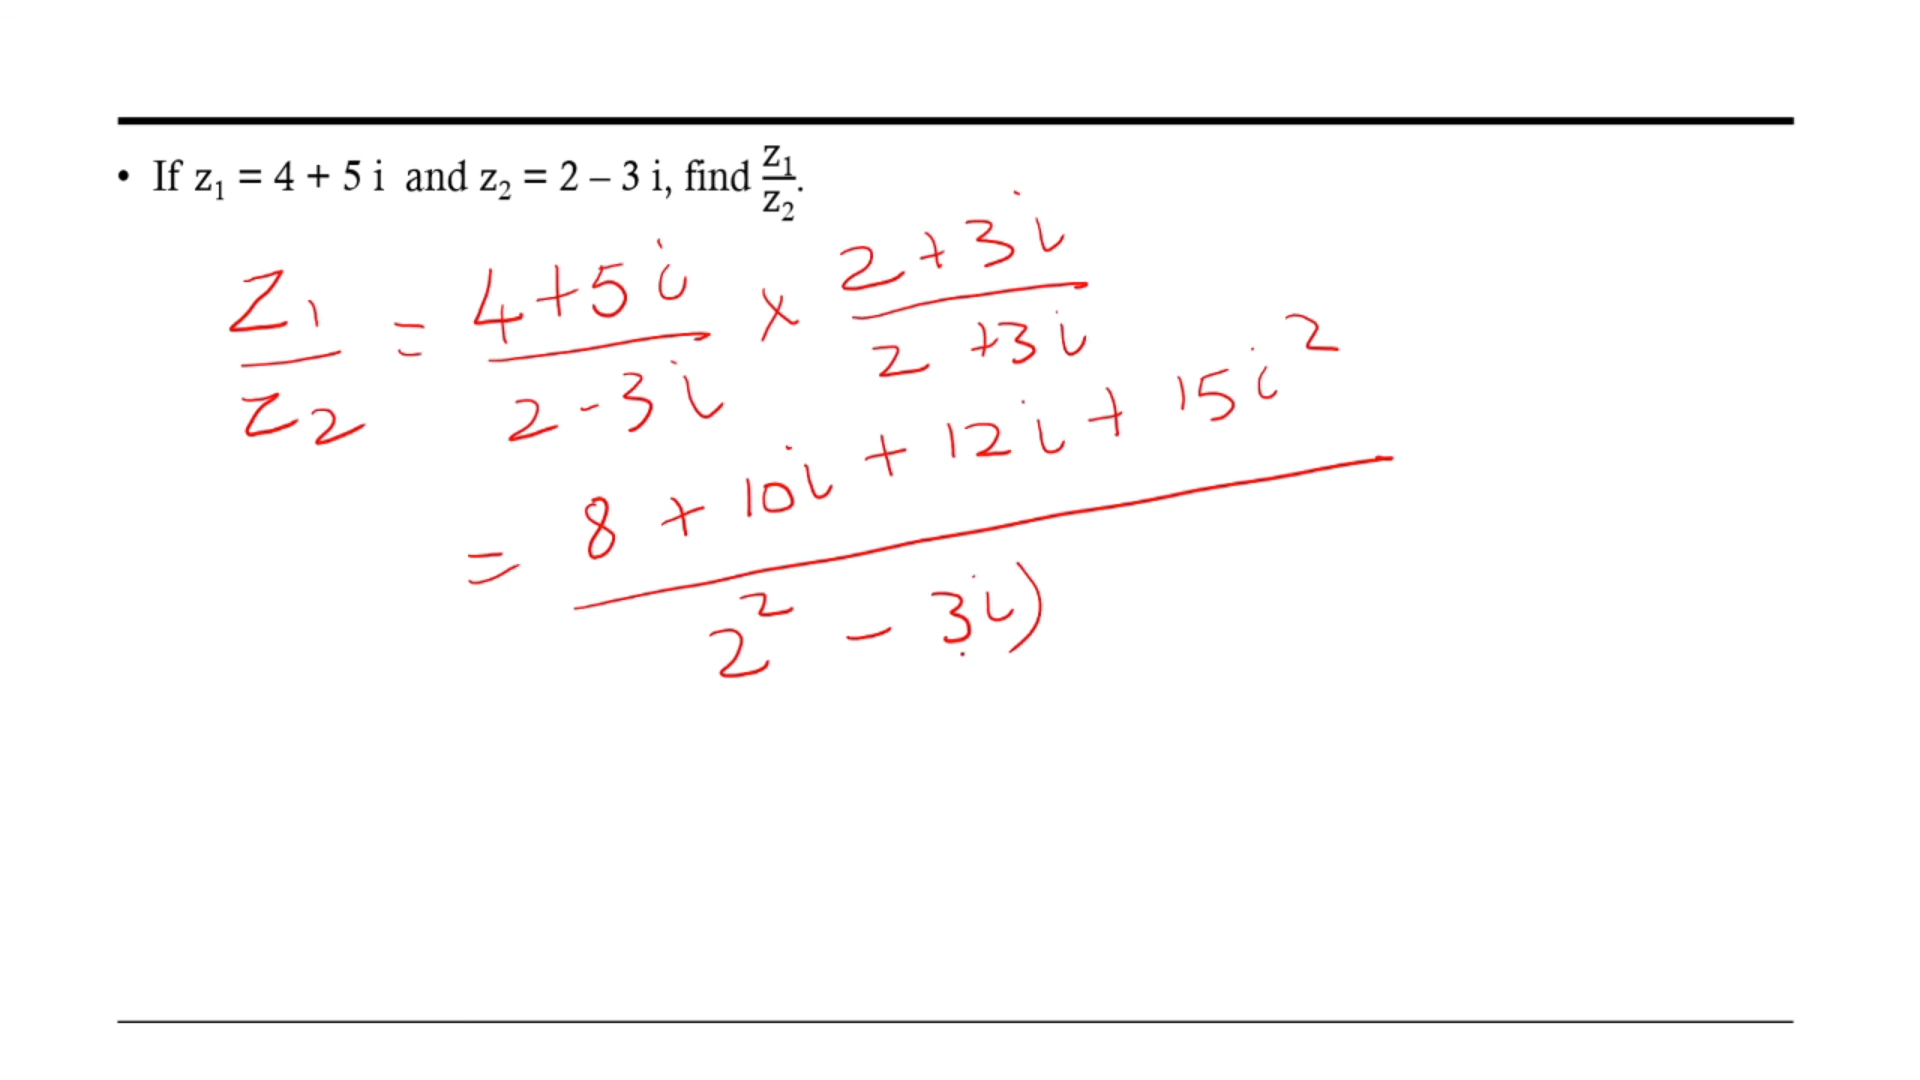 • If z₁ = 4 + 5 i and z₂ = 2 – 3 i, find z₁/z₂.
z₁/z₂ = (4+5i)/(2-3i) × (2+3i)/(2+3i)
= (8 + 10i + 12i + 15i²)/(2² - 3i))